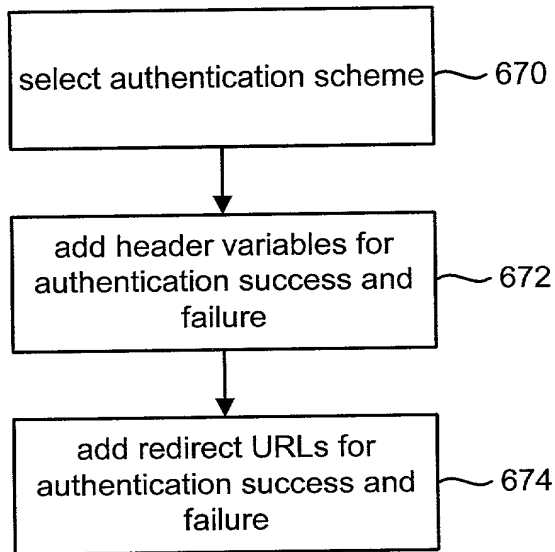 select authentication scheme 670
add header variables for
authentication success and 672
failure
add redirect URLs for
authentication success and 674
failure